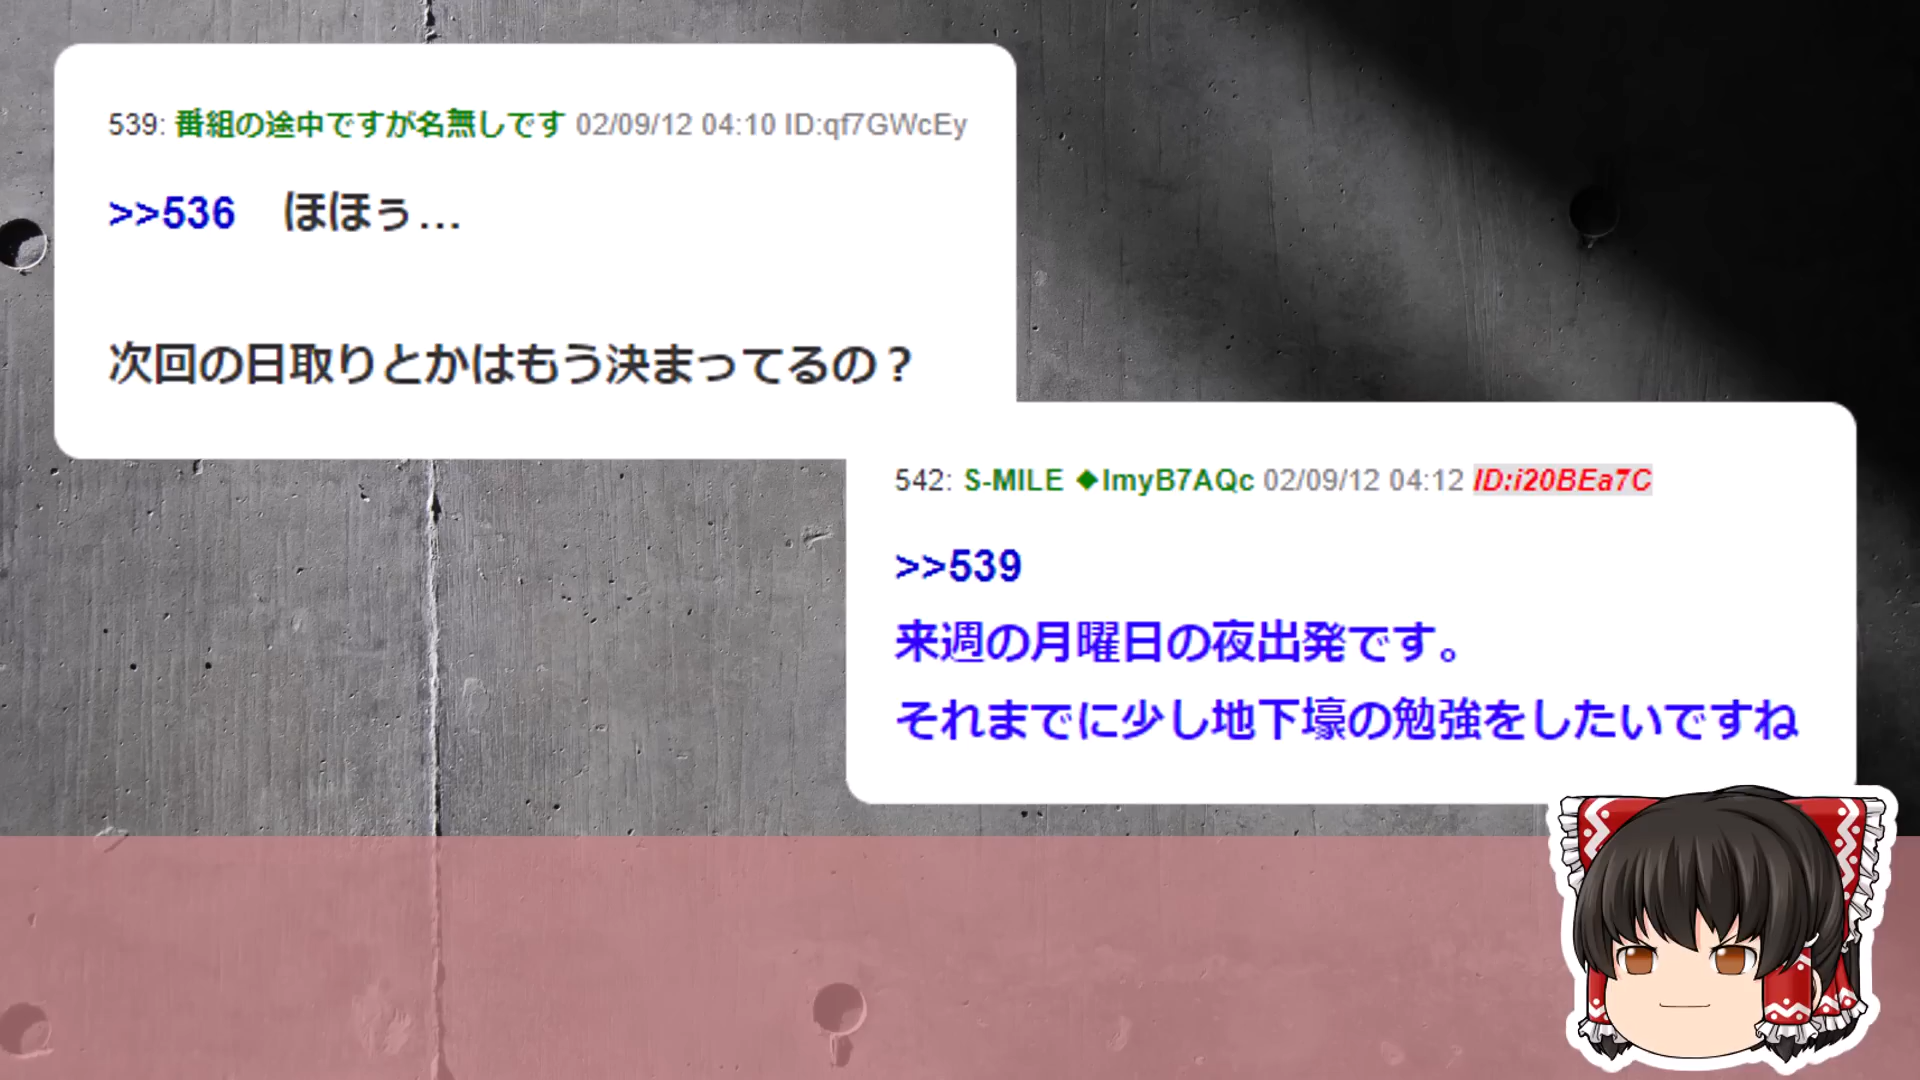 539: 番組の途中ですが名無しです 02/09/12 04:10 ID:qf7GWcEy
>>536　ほほぅ…
次回の日取りとかはもう決まってるの？
542: S-MILE ◆lmyB7AQc 02/09/12 04:12 ID:i20BEa7C
>>539
来週の月曜日の夜出発です。
それまでに少し地下壕の勉強をしたいですね